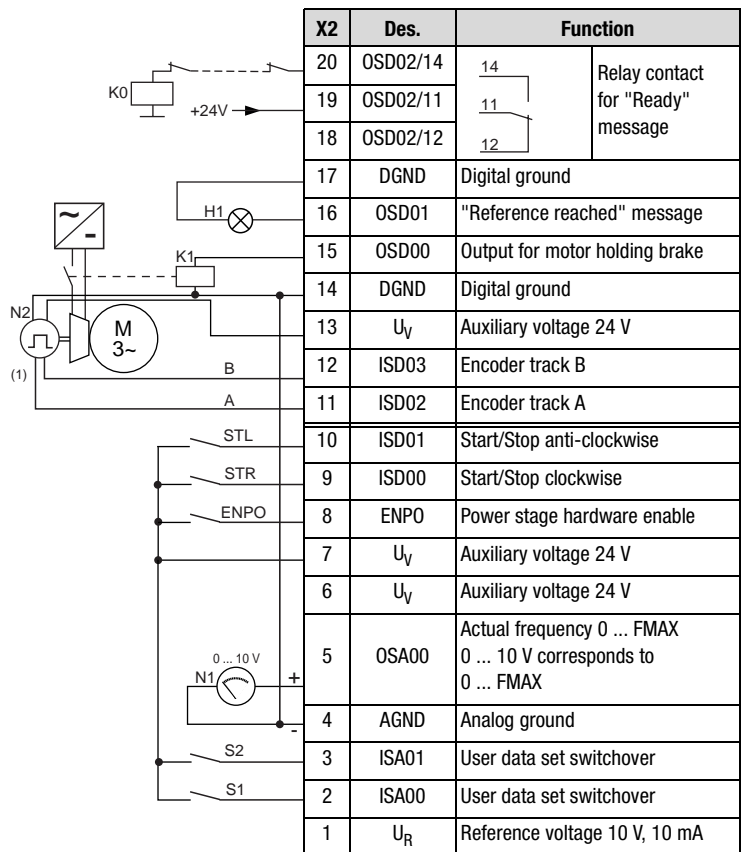 X2 Des. Function
20 OSD02/14 14 Relay contact
for "Ready"
message
K0
+24V
19 OSD02/11 11
18 OSD02/12 12
17 DGND Digital ground
H1
16 OSD01 "Reference reached" message
~
-
K1
15 OSD00 Output for motor holding brake
14 DGND Digital ground
N2
M
3~
(1)
13 UV Auxiliary voltage 24 V
B
12 ISD03 Encoder track B
A
11 ISD02 Encoder track A
STL
10 ISD01 Start/Stop anti-clockwise
STR
9 ISD00 Start/Stop clockwise
ENPO
8 ENPO Power stage hardware enable
7 UV Auxiliary voltage 24 V
6 UV Auxiliary voltage 24 V
0 ... 10 V
N1
+
-
5 OSA00 Actual frequency 0 ... FMAX
0 ... 10 V corresponds to
0 ... FMAX
4 AGND Analog ground
S2
3 ISA01 User data set switchover
S1
2 ISA00 User data set switchover
1 UR Reference voltage 10 V, 10 mA